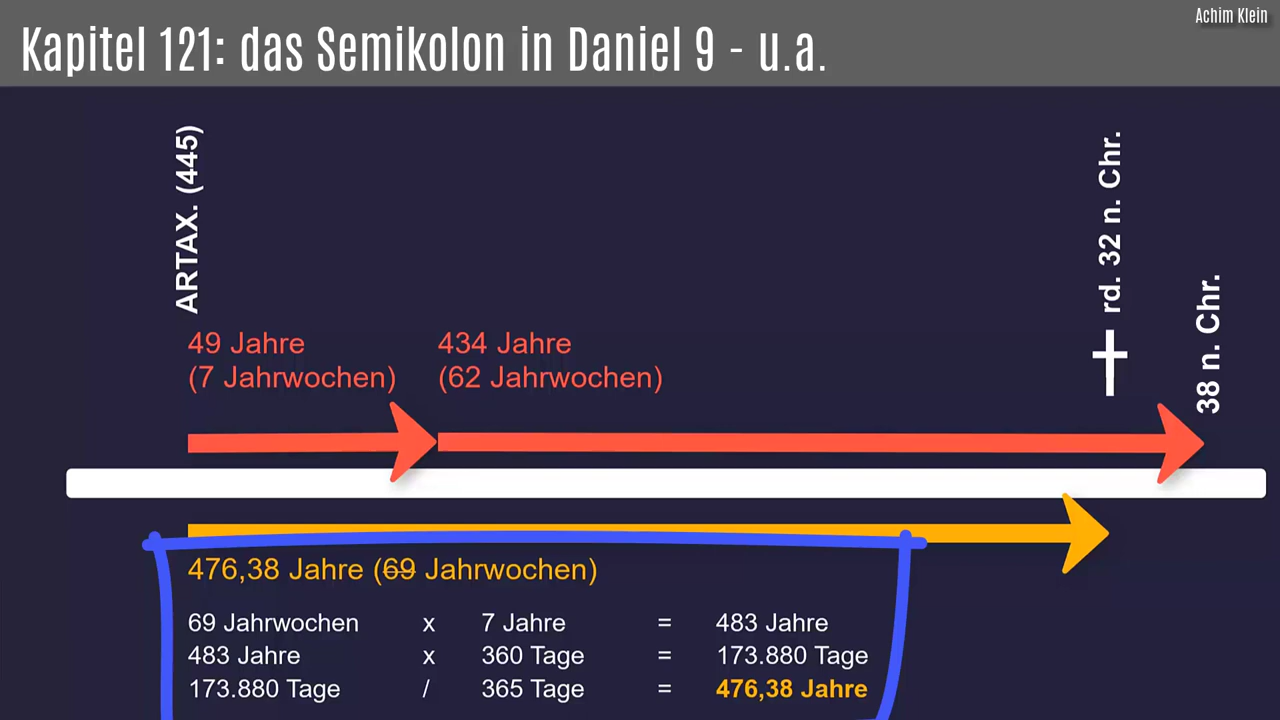 Achim Klein
Kapitel 121: das Semikolon in Daniel 9 - u.a.
ARTAX. (445)
rd. 32 n. Chr.
38 n. Chr.
49 Jahre
(7 Jahrwochen)
434 Jahre
(62 Jahrwochen)
476,38 Jahre (69 Jahrwochen)
69 Jahrwochen x 7 Jahre = 483 Jahre
483 Jahre x 360 Tage = 173.880 Tage
173.880 Tage / 365 Tage = 476,38 Jahre